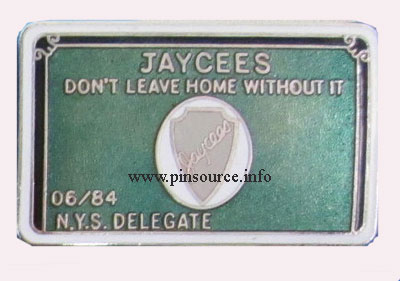 JAYCEES
DON'T LEAVE HOME WITHOUT IT
Jaycees
www.pinsource.info
06/84
N.Y.S. DELEGATE